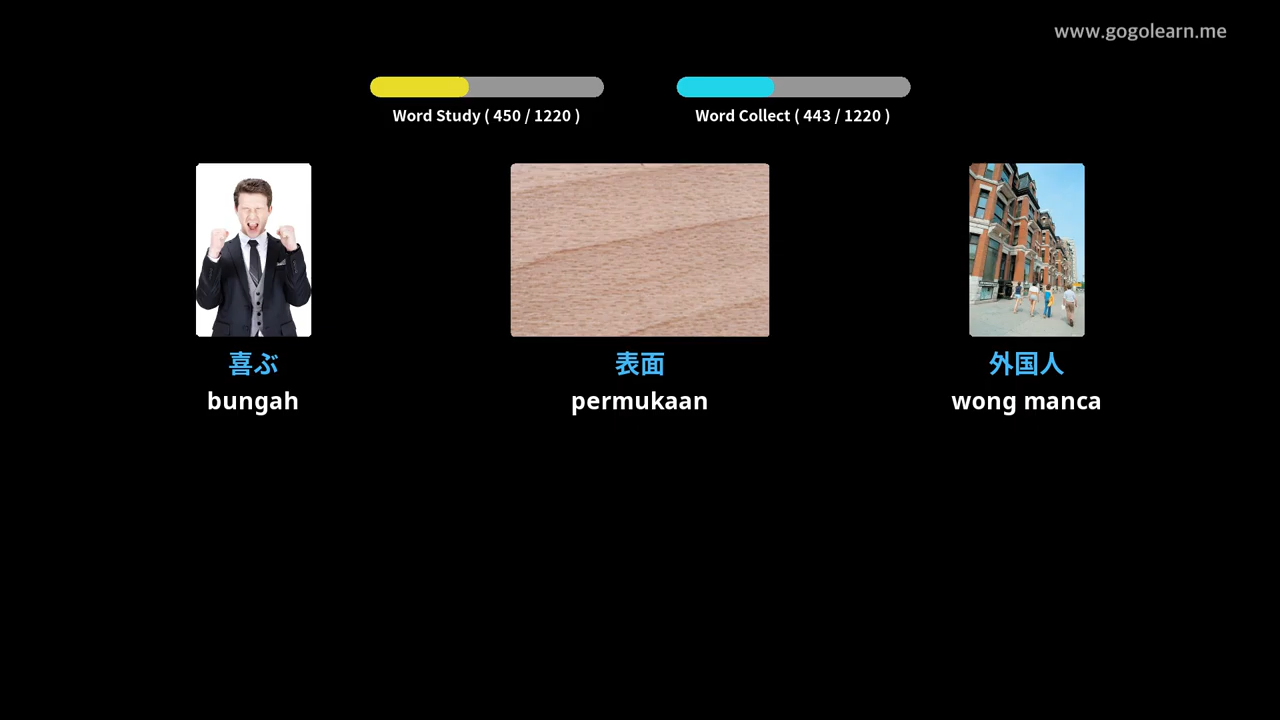 www.gogolearn.me
Word Study ( 450 / 1220 )
Word Collect ( 443 / 1220 )
喜ぶ
表面
外国人
bungah
permukaan
wong manca